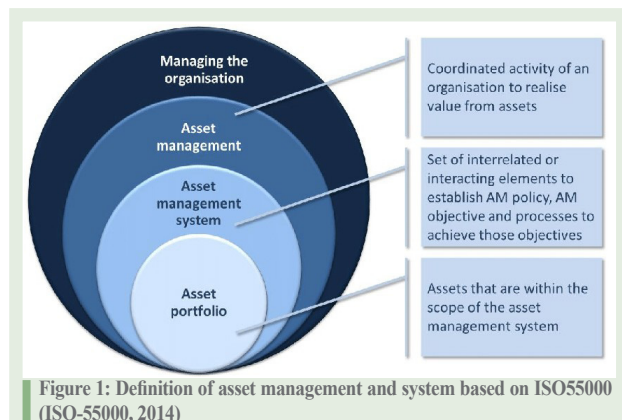 Managing the
organisation
Asset
management
Asset
management
system
Asset
portfolio
Coordinated activity of an
organisation to realise
value from assets
Set of interrelated or
interacting elements to
establish AM policy, AM
objective and processes to
achieve those objectives
Assets that are within the
scope of the asset
management system
Figure 1: Definition of asset management and system based on ISO55000
(ISO-55000, 2014)